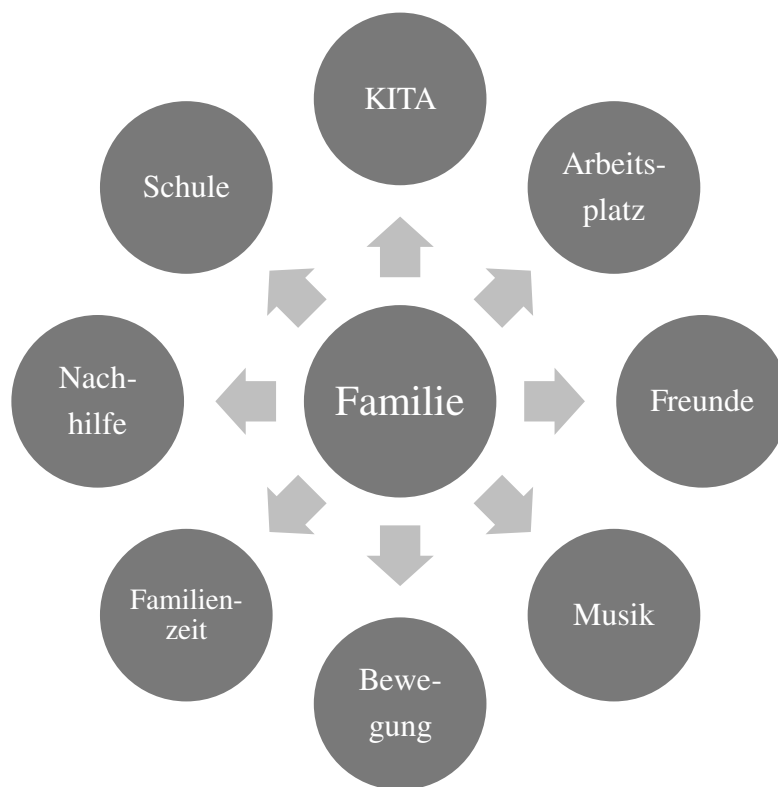 KITA
Arbeits-
platz
Schule
Nach-
hilfe
Familie
Freunde
Familien-
zeit
Musik
Bewe-
gung